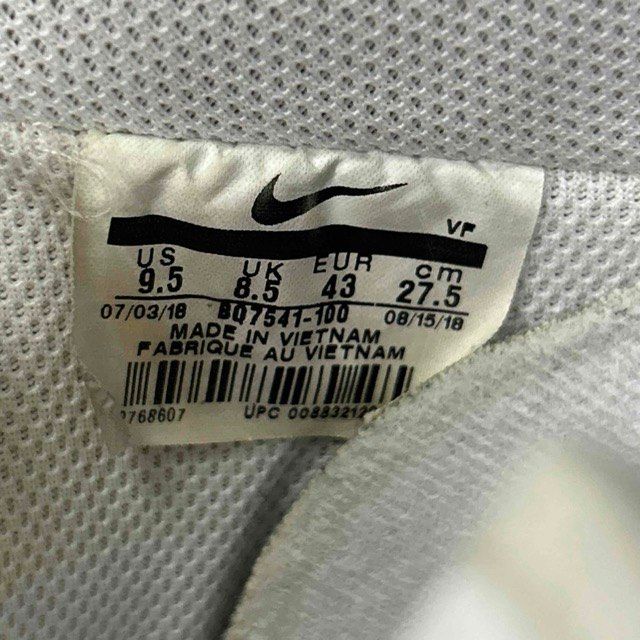 VF
US UK EUR cm
9.5 8.5 43 27.5
07/03/18 BQ7541-100 08/15/18
MADE IN VIETNAM
FABRIQUE AU VIETNAM
768607 UPC 00883212